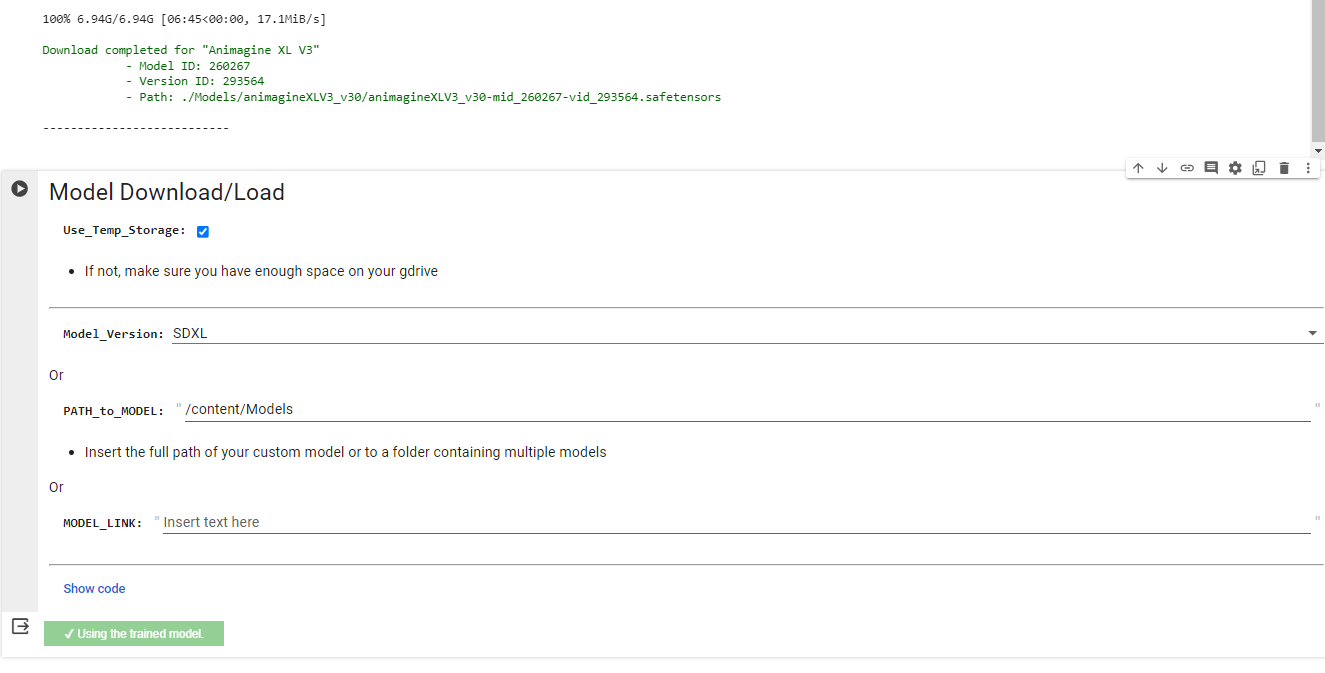 100% 6.94G/6.94G [06:45<00:00, 17.1MiB/s]
Download completed for "Animagine XL V3"
- Model ID: 260267
- Version ID: 293564
- Path: ./Models/animagineXLV3_v30/animagineXLV3_v30-mid_260267-vid_293564.safetensors
---------------------------
Model Download/Load
Use_Temp_Storage:
• If not, make sure you have enough space on your gdrive
Model_Version: SDXL
Or
PATH_to_MODEL: "/content/Models"
• Insert the full path of your custom model or to a folder containing multiple models
Or
MODEL_LINK: "Insert text here"
Show code
✓ Using the trained model.